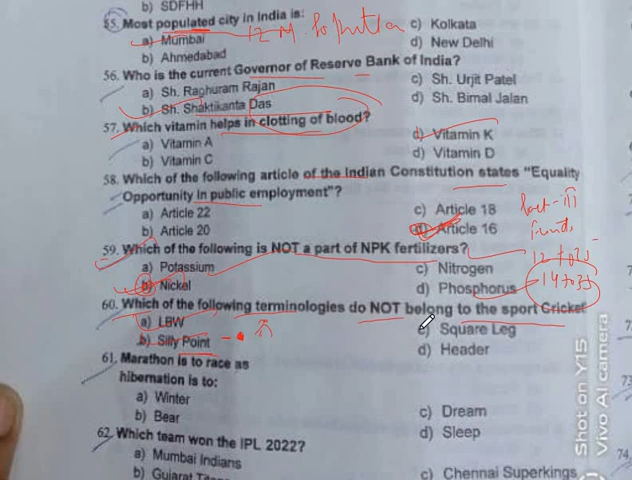 b) SDFHH
55. Most populated city in India is:
a) Mumbai
c) Kolkata
b) Ahmedabad
d) New Delhi
56. Who is the current Governor of Reserve Bank of India?
a) Sh. Raghuram Rajan
c) Sh. Urjit Patel
b) Sh. Shaktikanta Das
d) Sh. Bimal Jalan
57. Which vitamin helps in clotting of blood?
a) Vitamin A
c) Vitamin K
b) Vitamin C
d) Vitamin D
58. Which of the following article of the Indian Constitution states "Equality
Opportunity in public employment"?
a) Article 22
c) Article 18
b) Article 20
d) Article 16
59. Which of the following is NOT a part of NPK fertilizers?
a) Potassium
c) Nitrogen
b) Nickel
d) Phosphorus
14 to 35
60. Which of the following terminologies do NOT belong to the sport Cricket
a) LBW
c) Square Leg
b) Silly Point
d) Header
61. Marathon is to race as
hibernation is to:
a) Winter
c) Dream
b) Bear
d) Sleep
62. Which team won the IPL 2022?
a) Mumbai Indians
c) Chennai Superkings
b) Gujarat
73
74
Shot on Y15
Vivo AI camera